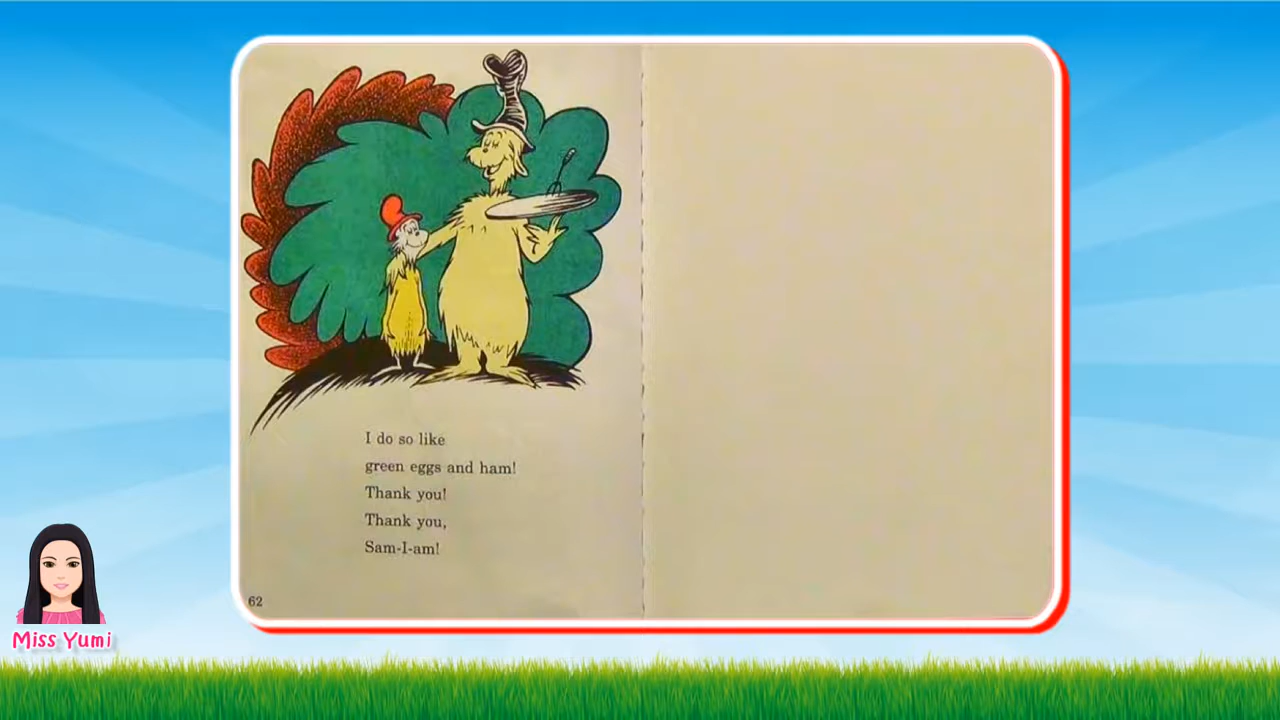 I do so like
green eggs and ham!
Thank you!
Thank you,
Sam-I-am!
62
Miss Yumi